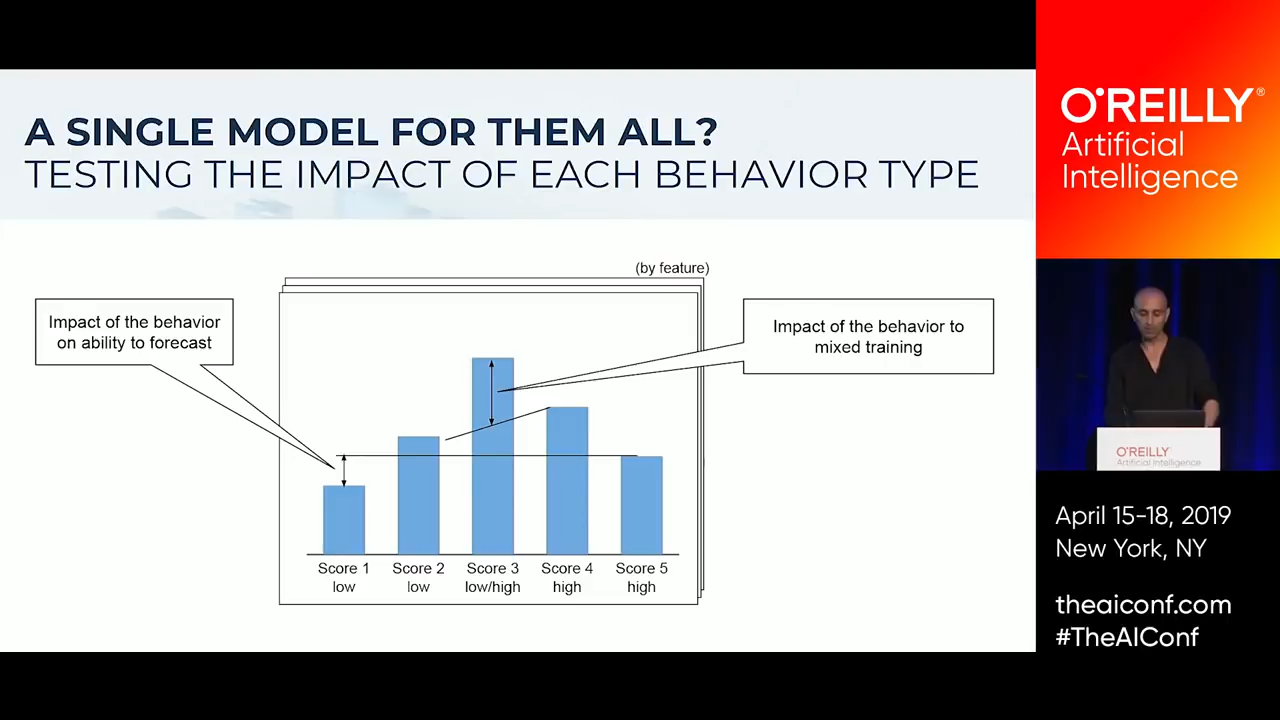 A SINGLE MODEL FOR THEM ALL?
TESTING THE IMPACT OF EACH BEHAVIOR TYPE
(by feature)
Impact of the behavior
on ability to forecast
Impact of the behavior to
mixed training
Score 1
low
Score 2
low
Score 3
low/high
Score 4
high
Score 5
high
O'REILLY®
Artificial
Intelligence
O'REILLY
Artificial Intelligence
April 15-18, 2019
New York, NY
theaiconf.com
#TheAIConf